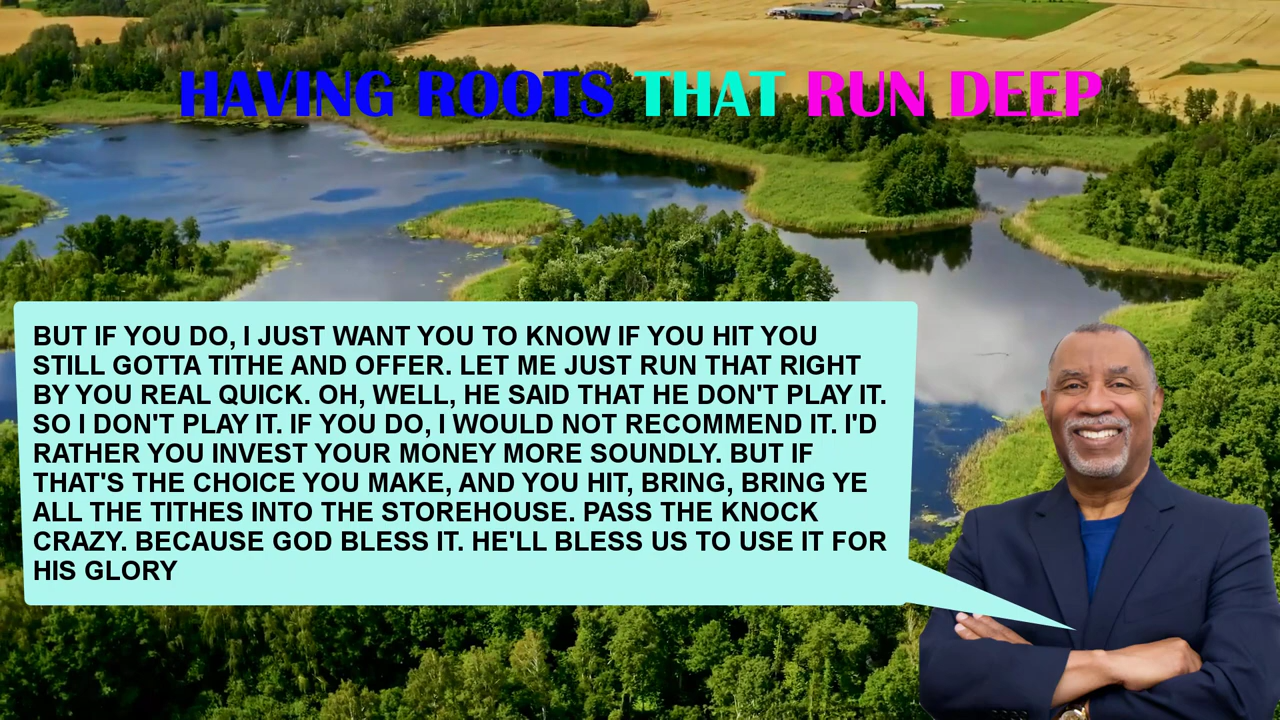 HAVING ROOTS THAT RUN DEEP
BUT IF YOU DO, I JUST WANT YOU TO KNOW IF YOU HIT YOU
STILL GOTTA TITHE AND OFFER. LET ME JUST RUN THAT RIGHT
BY YOU REAL QUICK. OH, WELL, HE SAID THAT HE DON'T PLAY IT.
SO I DON'T PLAY IT. IF YOU DO, I WOULD NOT RECOMMEND IT. I'D
RATHER YOU INVEST YOUR MONEY MORE SOUNDLY. BUT IF
THAT'S THE CHOICE YOU MAKE, AND YOU HIT, BRING, BRING YE
ALL THE TITHES INTO THE STOREHOUSE. PASS THE KNOCK
CRAZY. BECAUSE GOD BLESS IT. HE'LL BLESS US TO USE IT FOR
HIS GLORY